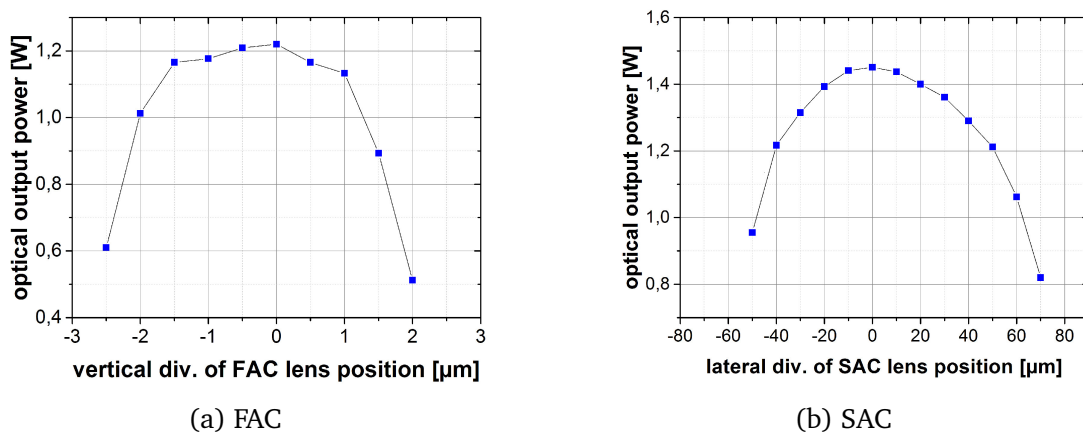 optical output power [W]
1,2
1,0
0,8
0,6
0,4
-3 -2 -1 0 1 2 3
vertical div. of FAC lens position [µm]
(a) FAC
optical output power [W]
1,6
1,4
1,2
1,0
0,8
-80 -60 -40 -20 0 20 40 60 80
lateral div. of SAC lens position [µm]
(b) SAC